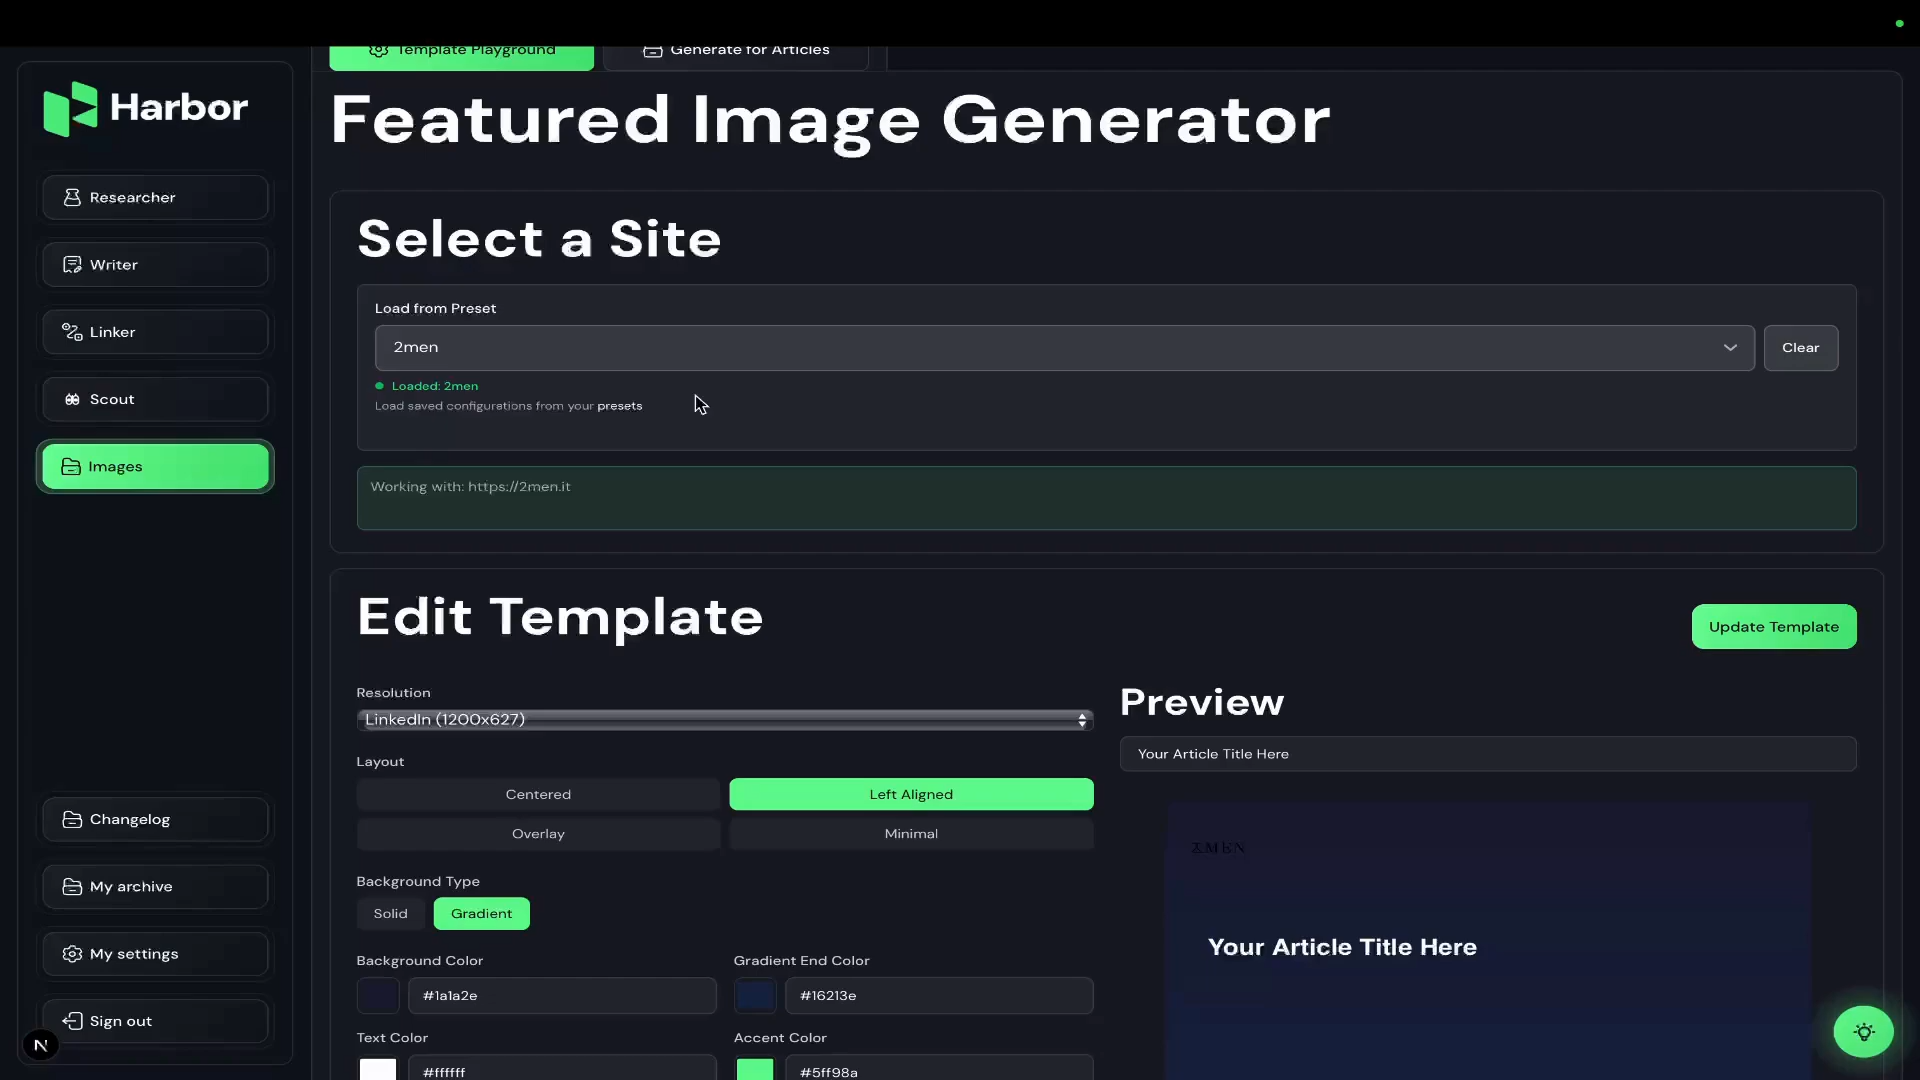 Template Playground
Generate for Articles
Harbor
Researcher
Writer
Linker
Scout
Images
Changelog
My archive
My settings
Sign out
N
Featured Image Generator
Select a Site
Load from Preset
2men
Clear
Loaded: 2men
Load saved configurations from your presets
Working with: https://2men.it
Edit Template
Update Template
Resolution
LinkedIn (1200x627)
Layout
Centered
Left Aligned
Overlay
Minimal
Background Type
Solid
Gradient
Background Color
Gradient End Color
#1a1a2e
#16213e
Text Color
Accent Color
#ffffff
#5ff98a
Preview
Your Article Title Here
2MEN
Your Article Title Here